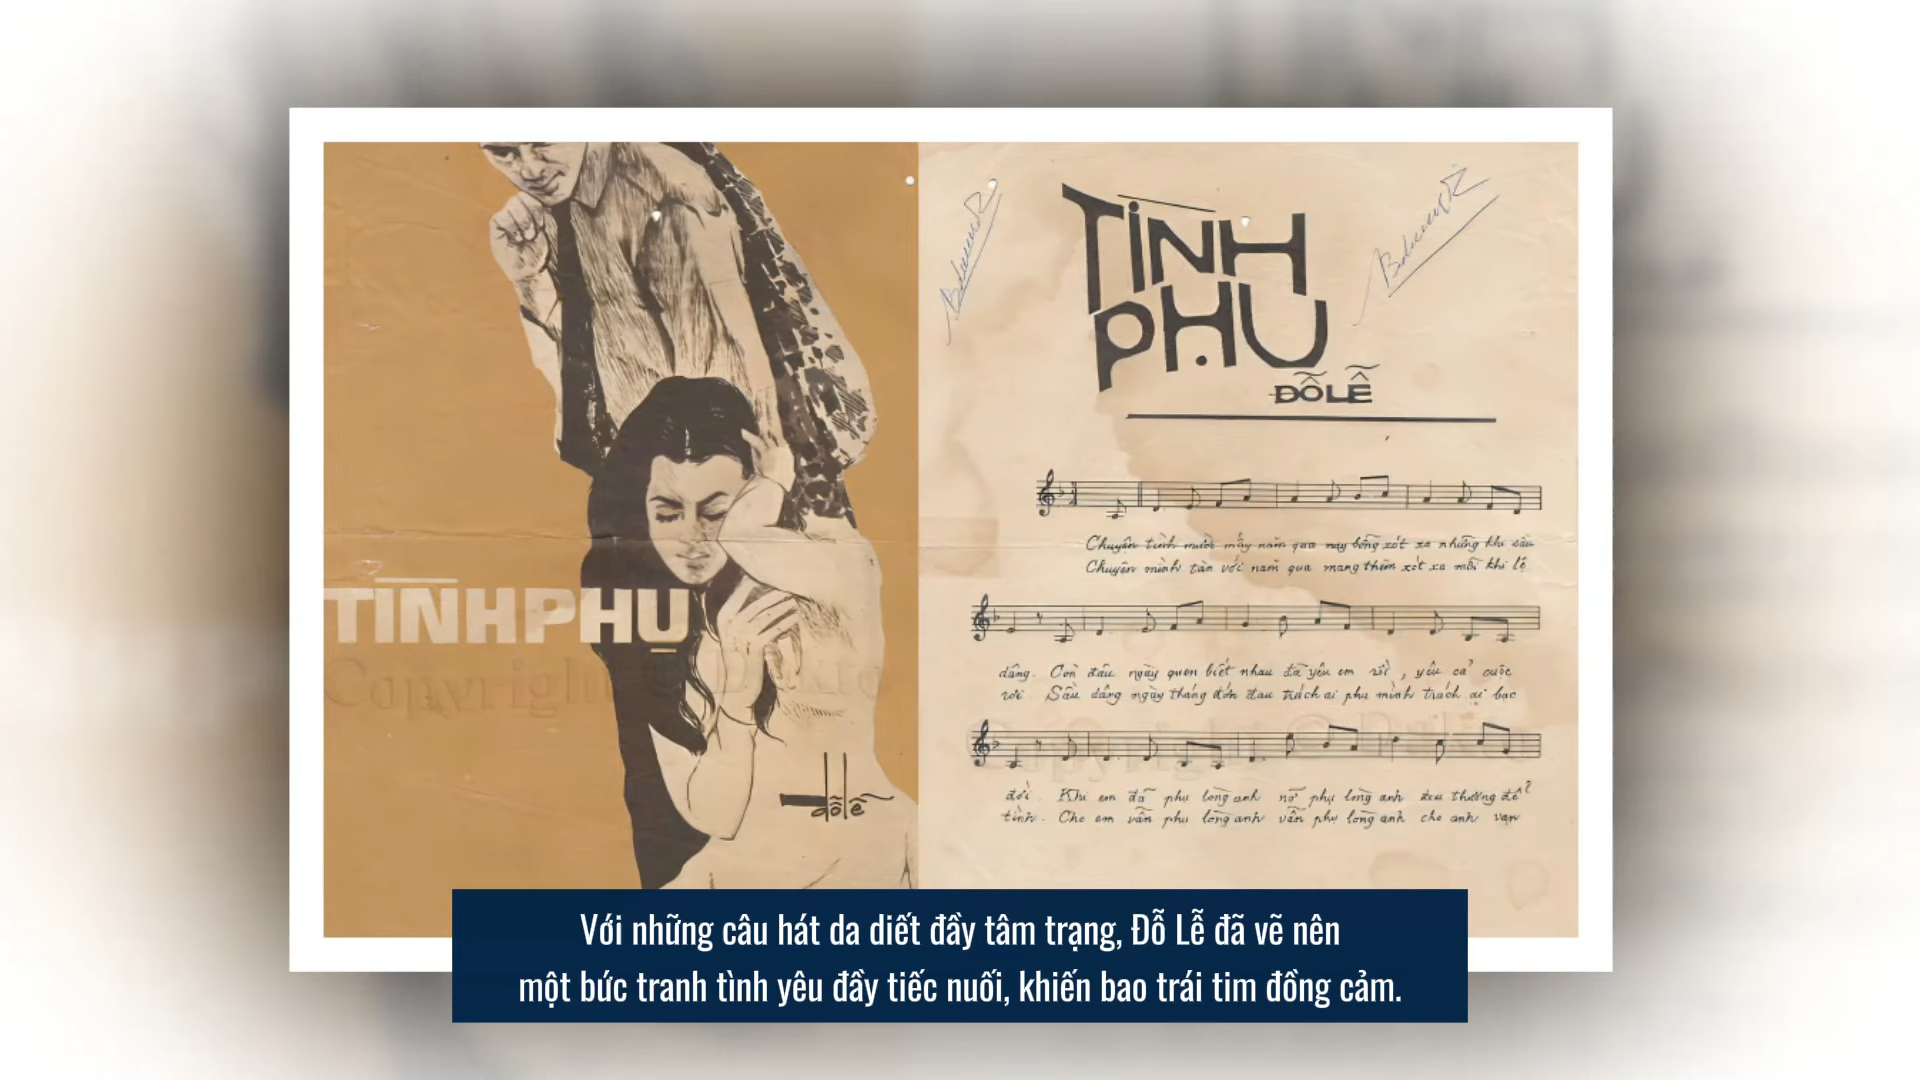 TÌNH PHỤ
Copyright ©
đỗlễ
TÌNH
PHỤ
ĐỖ LỄ
Chuyện tình mười mấy năm qua nay bỗng xót xa những khi sầu
Chuyện mình tàn với năm qua mang thêm xót xa mỗi khi lệ
dâng. Còn đâu ngày quen biết nhau đã yêu em rồi, yêu cả cuộc
rơi. Sầu dâng ngày tháng đớn đau trách ai phụ mình trách ai bạc
đời. Khi em đã phụ lòng anh nỡ phụ lòng anh đau thương để
tình. Cho em vẫn phụ lòng anh vẫn phụ lòng anh cho anh vạn
Với những câu hát da diết đầy tâm trạng, Đỗ Lễ đã vẽ nên
một bức tranh tình yêu đầy tiếc nuối, khiến bao trái tim đồng cảm.